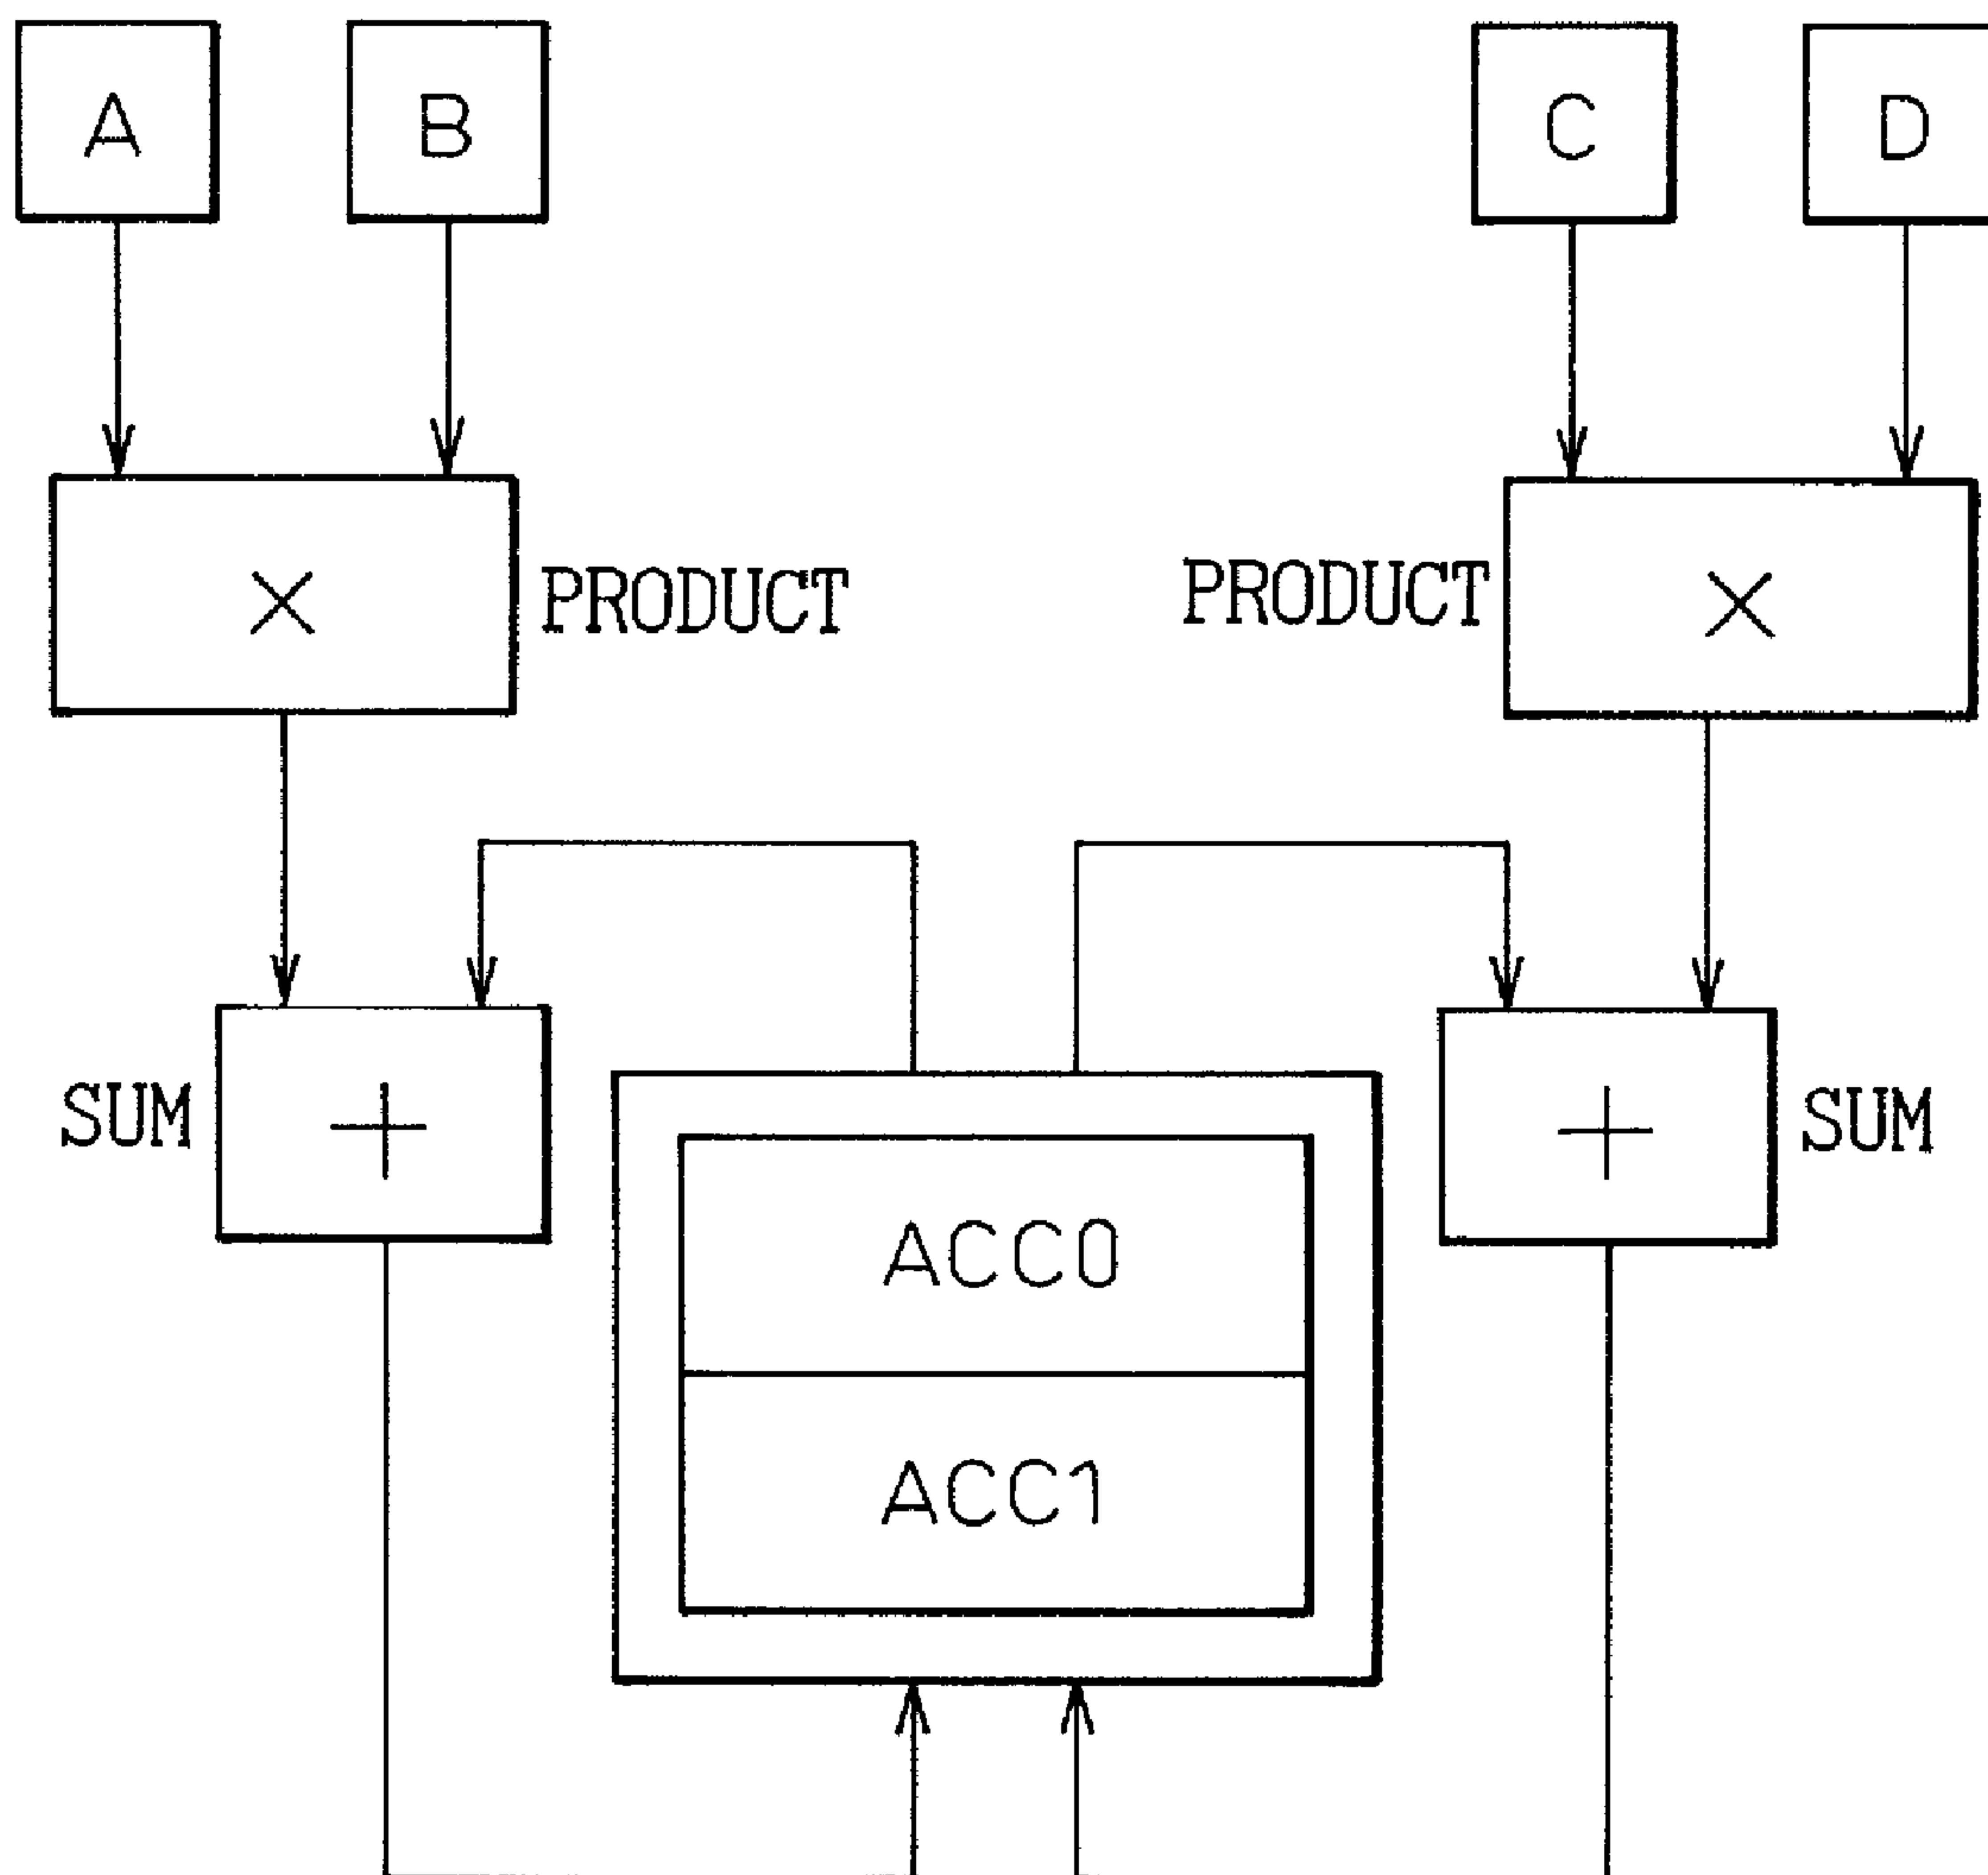 A B C D
× PRODUCT PRODUCT ×
SUM + + SUM
ACC0
ACC1